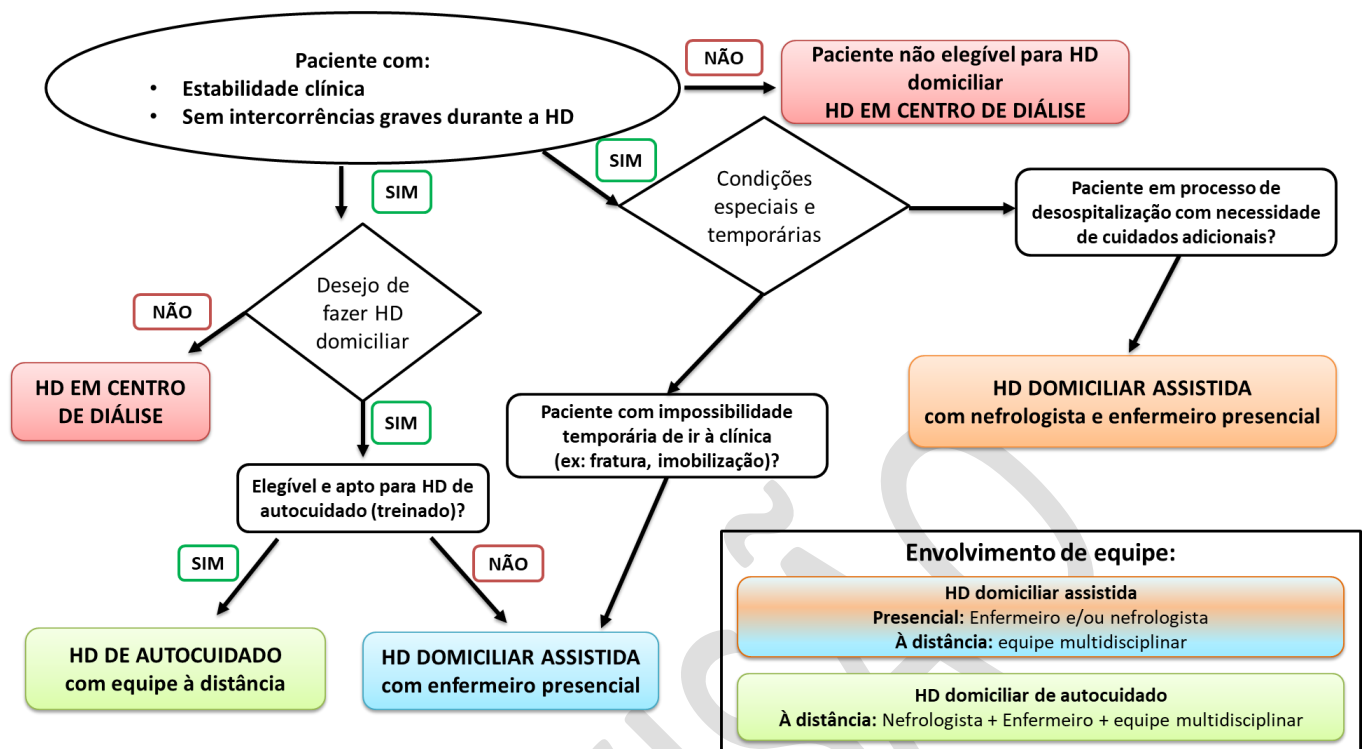 Paciente com:
• Estabilidade clínica
• Sem intercorrências graves durante a HD
NÃO
Paciente não elegível para HD
domiciliar
HD EM CENTRO DE DIÁLISE
SIM
SIM
Condições
especiais e
temporárias
Paciente em processo de
desospitalização com necessidade
de cuidados adicionais?
Desejo de
fazer HD
domiciliar
NÃO
HD EM CENTRO
DE DIÁLISE
SIM
Paciente com impossibilidade
temporária de ir à clínica
(ex: fratura, imobilização)?
HD DOMICILIAR ASSISTIDA
com nefrologista e enfermeiro presencial
Elegível e apto para HD de
autocuidado (treinado)?
SIM
NÃO
HD DE AUTOCUIDADO
com equipe à distância
HD DOMICILIAR ASSISTIDA
com enfermeiro presencial
Envolvimento de equipe:
HD domiciliar assistida
Presencial: Enfermeiro e/ou nefrologista
À distância: equipe multidisciplinar
HD domiciliar de autocuidado
À distância: Nefrologista + Enfermeiro + equipe multidisciplinar